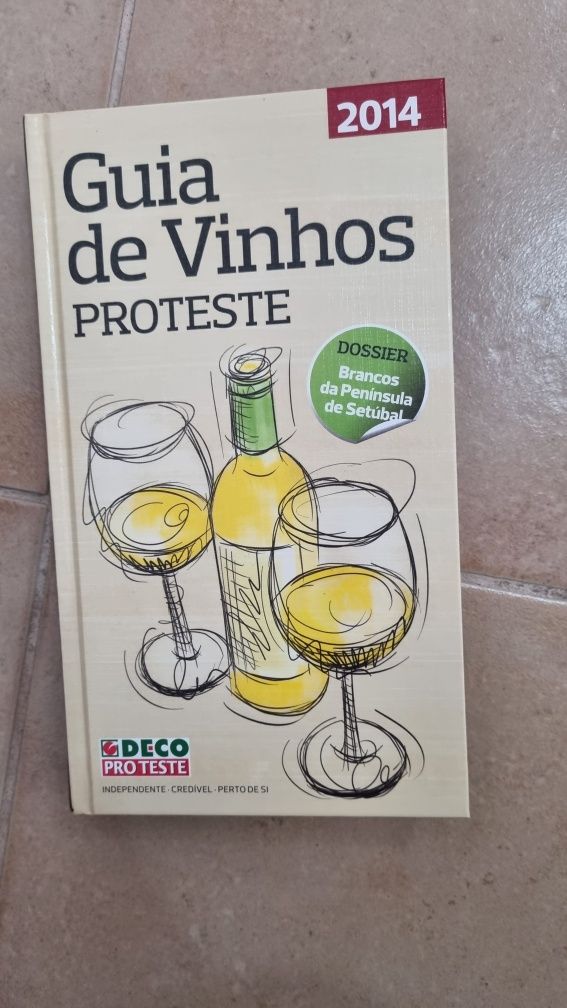 2014
Guia
de Vinhos
PROTESTE
DOSSIER
Brancos
da Península
de Setúbal
DECO
PROTESTE
INDEPENDENTE · CREDÍVEL · PERTO DE SI